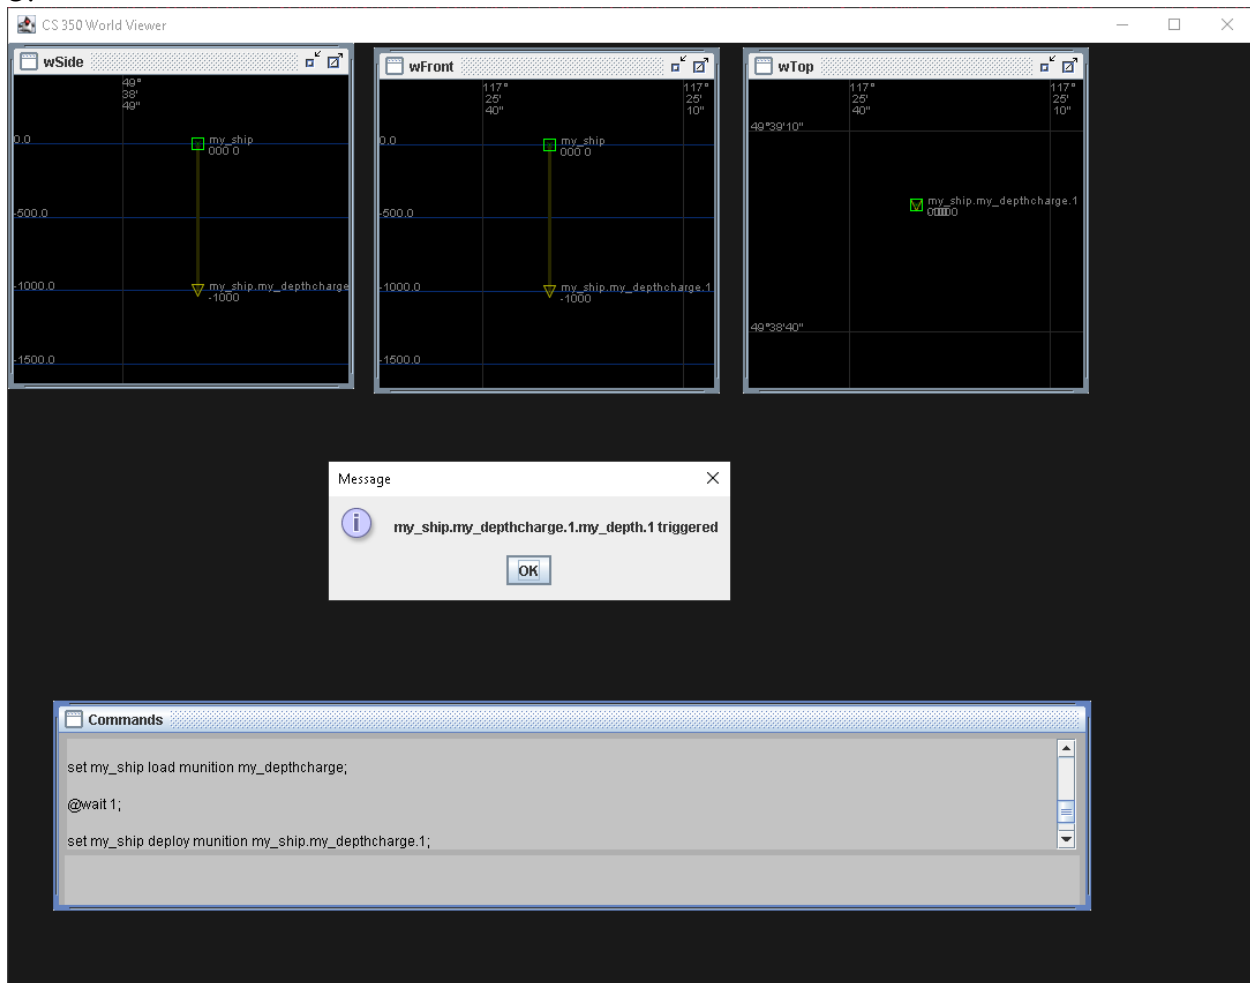 CS 350 World Viewer
wSide
49°
38'
49"
0.0
my_ship
000 0
-500.0
-1000.0
my_ship.my_depthcharge
-1000
-1500.0
wFront
117°
25'
40"
117°
25'
10"
0.0
my_ship
000 0
-500.0
-1000.0
my_ship.my_depthcharge.1
-1000
-1500.0
wTop
117°
25'
40"
117°
25'
10"
49°39'10"
my_ship.my_depthcharge.1
49°38'40"
Message
my_ship.my_depthcharge.1.my_depth.1 triggered
OK
Commands
set my_ship load munition my_depthcharge;
@wait 1;
set my_ship deploy munition my_ship.my_depthcharge.1;